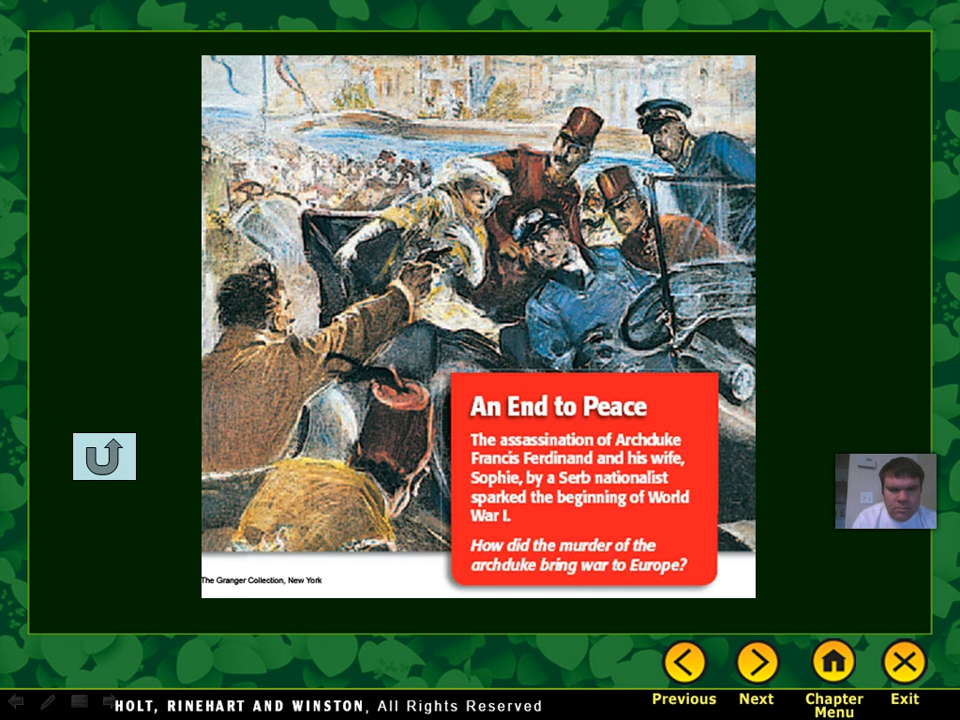 An End to Peace
The assassination of Archduke
Francis Ferdinand and his wife,
Sophie, by a Serb nationalist
sparked the beginning of World
War I.
How did the murder of the
archduke bring war to Europe?
The Granger Collection, New York
Previous
Next
Chapter
Menu
Exit
HOLT, RINEHART AND WINSTON, All Rights Reserved